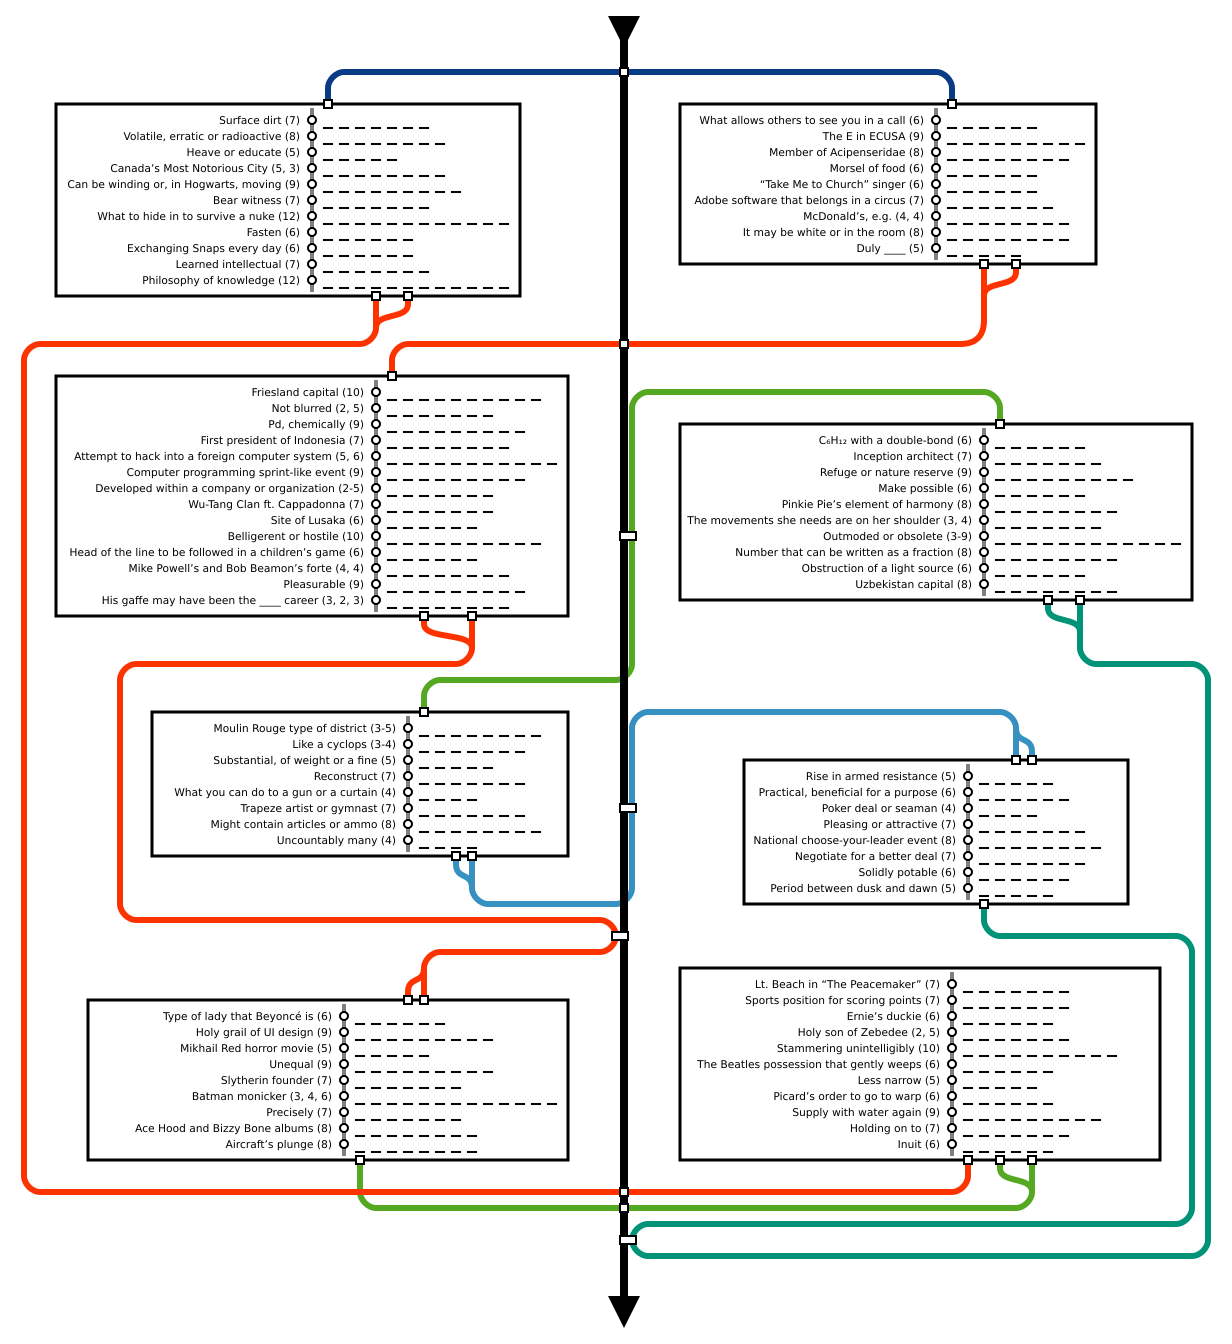 Surface dirt (7)
Volatile, erratic or radioactive (8)
Heave or educate (5)
Canada’s Most Notorious City (5, 3)
Can be winding or, in Hogwarts, moving (9)
Bear witness (7)
What to hide in to survive a nuke (12)
Fasten (6)
Exchanging Snaps every day (6)
Learned intellectual (7)
Philosophy of knowledge (12)
What allows others to see you in a call (6)
The E in ECUSA (9)
Member of Acipenseridae (8)
Morsel of food (6)
“Take Me to Church” singer (6)
Adobe software that belongs in a circus (7)
McDonald’s, e.g. (4, 4)
It may be white or in the room (8)
Duly ____ (5)
Friesland capital (10)
Not blurred (2, 5)
Pd, chemically (9)
First president of Indonesia (7)
Attempt to hack into a foreign computer system (5, 6)
Computer programming sprint-like event (9)
Developed within a company or organization (2-5)
Wu-Tang Clan ft. Cappadonna (7)
Site of Lusaka (6)
Belligerent or hostile (10)
Head of the line to be followed in a children’s game (6)
Mike Powell’s and Bob Beamon’s forte (4, 4)
Pleasurable (9)
His gaffe may have been the ____ career (3, 2, 3)
C₆H₁₂ with a double-bond (6)
Inception architect (7)
Refuge or nature reserve (9)
Make possible (6)
Pinkie Pie’s element of harmony (8)
The movements she needs are on her shoulder (3, 4)
Outmoded or obsolete (3-9)
Number that can be written as a fraction (8)
Obstruction of a light source (6)
Uzbekistan capital (8)
Moulin Rouge type of district (3-5)
Like a cyclops (3-4)
Substantial, of weight or a fine (5)
Reconstruct (7)
What you can do to a gun or a curtain (4)
Trapeze artist or gymnast (7)
Might contain articles or ammo (8)
Uncountably many (4)
Rise in armed resistance (5)
Practical, beneficial for a purpose (6)
Poker deal or seaman (4)
Pleasing or attractive (7)
National choose-your-leader event (8)
Negotiate for a better deal (7)
Solidly potable (6)
Period between dusk and dawn (5)
Type of lady that Beyoncé is (6)
Holy grail of UI design (9)
Mikhail Red horror movie (5)
Unequal (9)
Slytherin founder (7)
Batman monicker (3, 4, 6)
Precisely (7)
Ace Hood and Bizzy Bone albums (8)
Aircraft’s plunge (8)
Lt. Beach in “The Peacemaker” (7)
Sports position for scoring points (7)
Ernie’s duckie (6)
Holy son of Zebedee (2, 5)
Stammering unintelligibly (10)
The Beatles possession that gently weeps (6)
Less narrow (5)
Picard’s order to go to warp (6)
Supply with water again (9)
Holding on to (7)
Inuit (6)